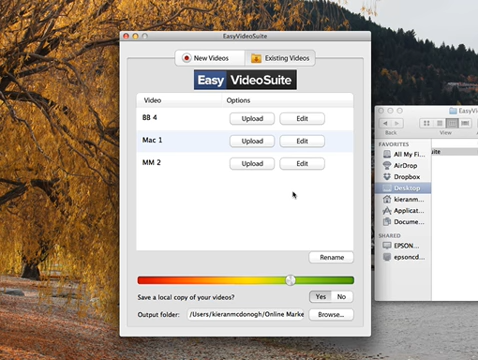 EasyVideoSuite
New Videos
Existing Videos
Easy VideoSuite
Video Options
BB 4 Upload Edit
Mac 1 Upload Edit
MM 2 Upload Edit
Rename
Save a local copy of your videos? Yes No
Output folder: /Users/kieranmcdonogh/Online Marke Browse...
EasyVid
Back View
FAVORITES
All My Fi...
AirDrop
Dropbox
Desktop
kieranm...
Applicat...
Docume...
SHARED
EPSON...
epsoncd...